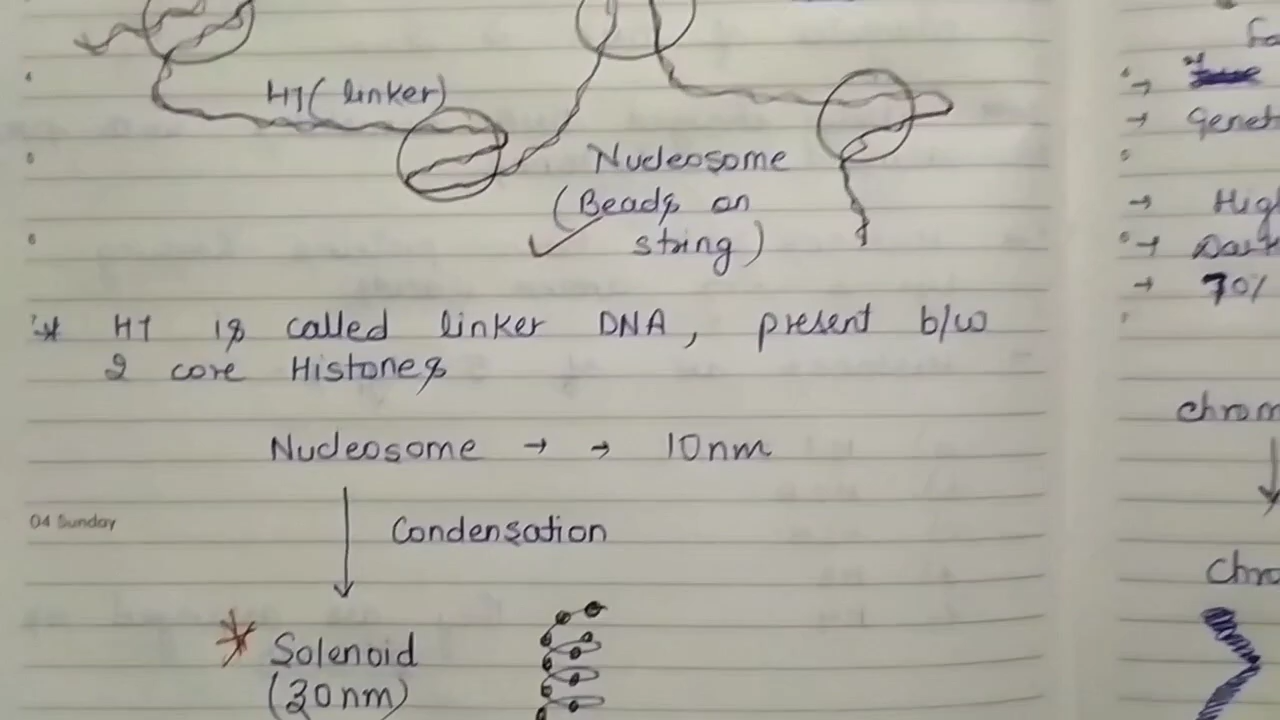 H1 (linker)
Nucleosome
(Beads on
string)
H1 is called linker DNA, present b/w
2 core Histones
Nucleosome → → 10nm
04 Sunday
Condensation
Solenoid
(30nm)
→
→ Genet
→ High
→ Dark
→ 70%
chrom
chro